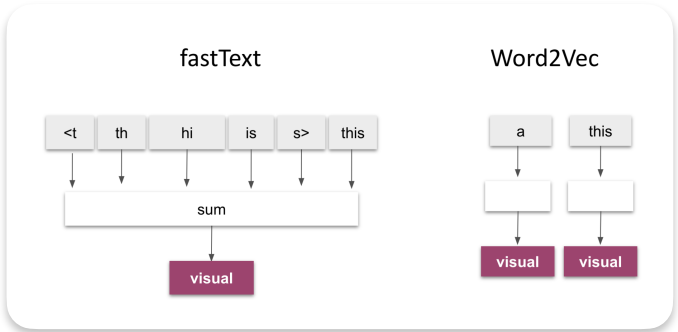 fastText
Word2Vec
<t th hi is s> this
a this
sum
visual
visual visual